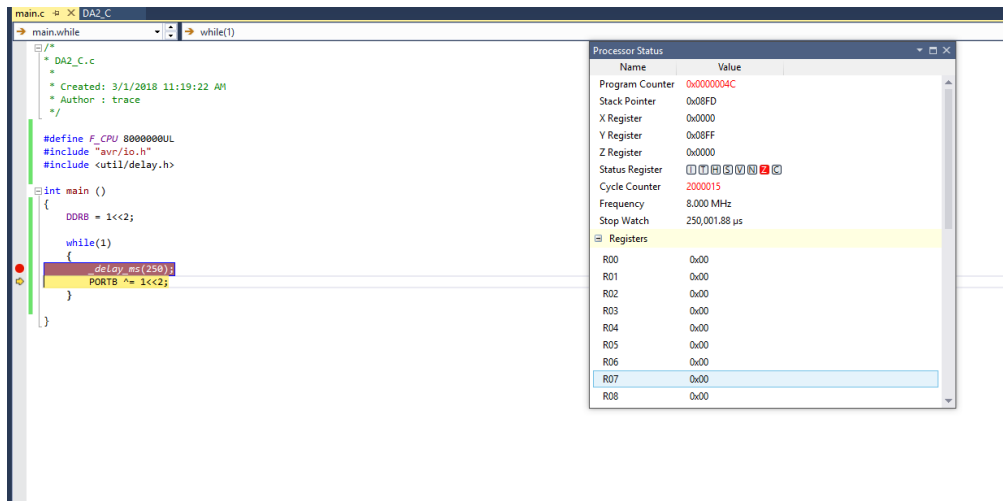 main.c DA2_C
main.while while(1)
/*
* DA2_C.c
*
* Created: 3/1/2018 11:19:22 AM
* Author : trace
*/
#define F_CPU 8000000UL
#include "avr/io.h"
#include <util/delay.h>
int main ()
{
DDRB = 1<<2;
while(1)
{
_delay_ms(250);
PORTB ^= 1<<2;
}
}
Processor Status
Name Value
Program Counter 0x0000004C
Stack Pointer 0x08FD
X Register 0x0000
Y Register 0x08FF
Z Register 0x0000
Status Register I T H S V N Z C
Cycle Counter 2000015
Frequency 8.000 MHz
Stop Watch 250,001.88 µs
Registers
R00 0x00
R01 0x00
R02 0x00
R03 0x00
R04 0x00
R05 0x00
R06 0x00
R07 0x00
R08 0x00